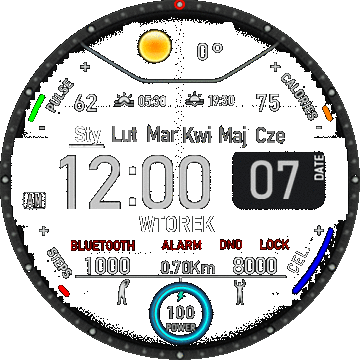 0°
PULSE 62 05:30 19:30 75 CALORIES
Sty Lut Mar Kwi Maj Cze
AM 12:00 07 DATE
WTOREK
BLUETOOTH ALARM DND LOCK
STEPS 1000 0.70Km 8000 CEL
100
POWER